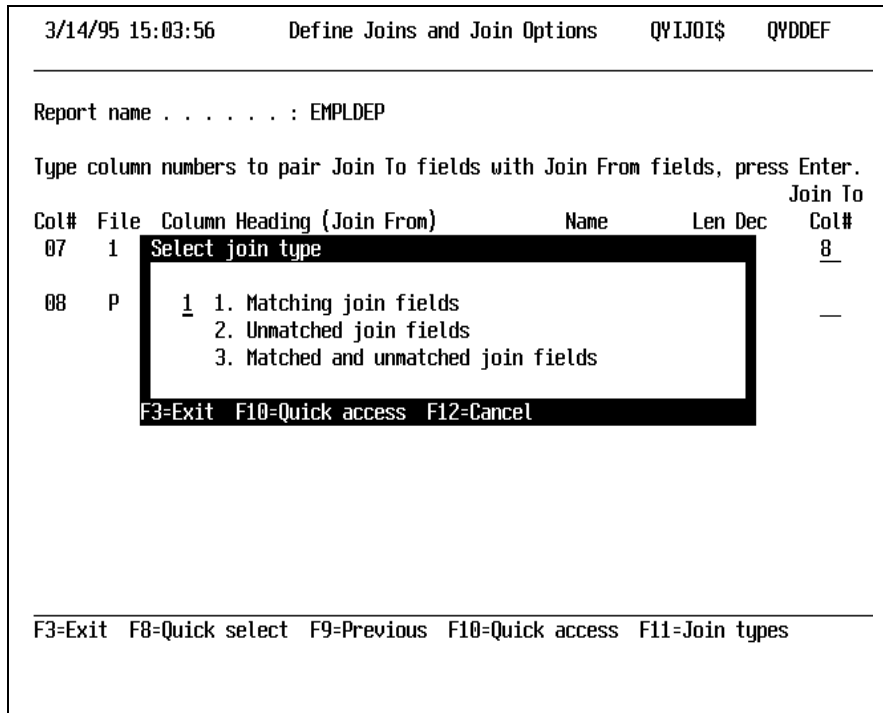 3/14/95 15:03:56 Define Joins and Join Options QYIJOI$ QYDDEF
Report name . . . . . . : EMPLDEP
Type column numbers to pair Join To fields with Join From fields, press Enter.
Join To
Col# File Column Heading (Join From) Name Len Dec Col#
07 1 Select join type 8
08 P 1 1. Matching join fields
2. Unmatched join fields
3. Matched and unmatched join fields
F3=Exit F10=Quick access F12=Cancel
F3=Exit F8=Quick select F9=Previous F10=Quick access F11=Join types